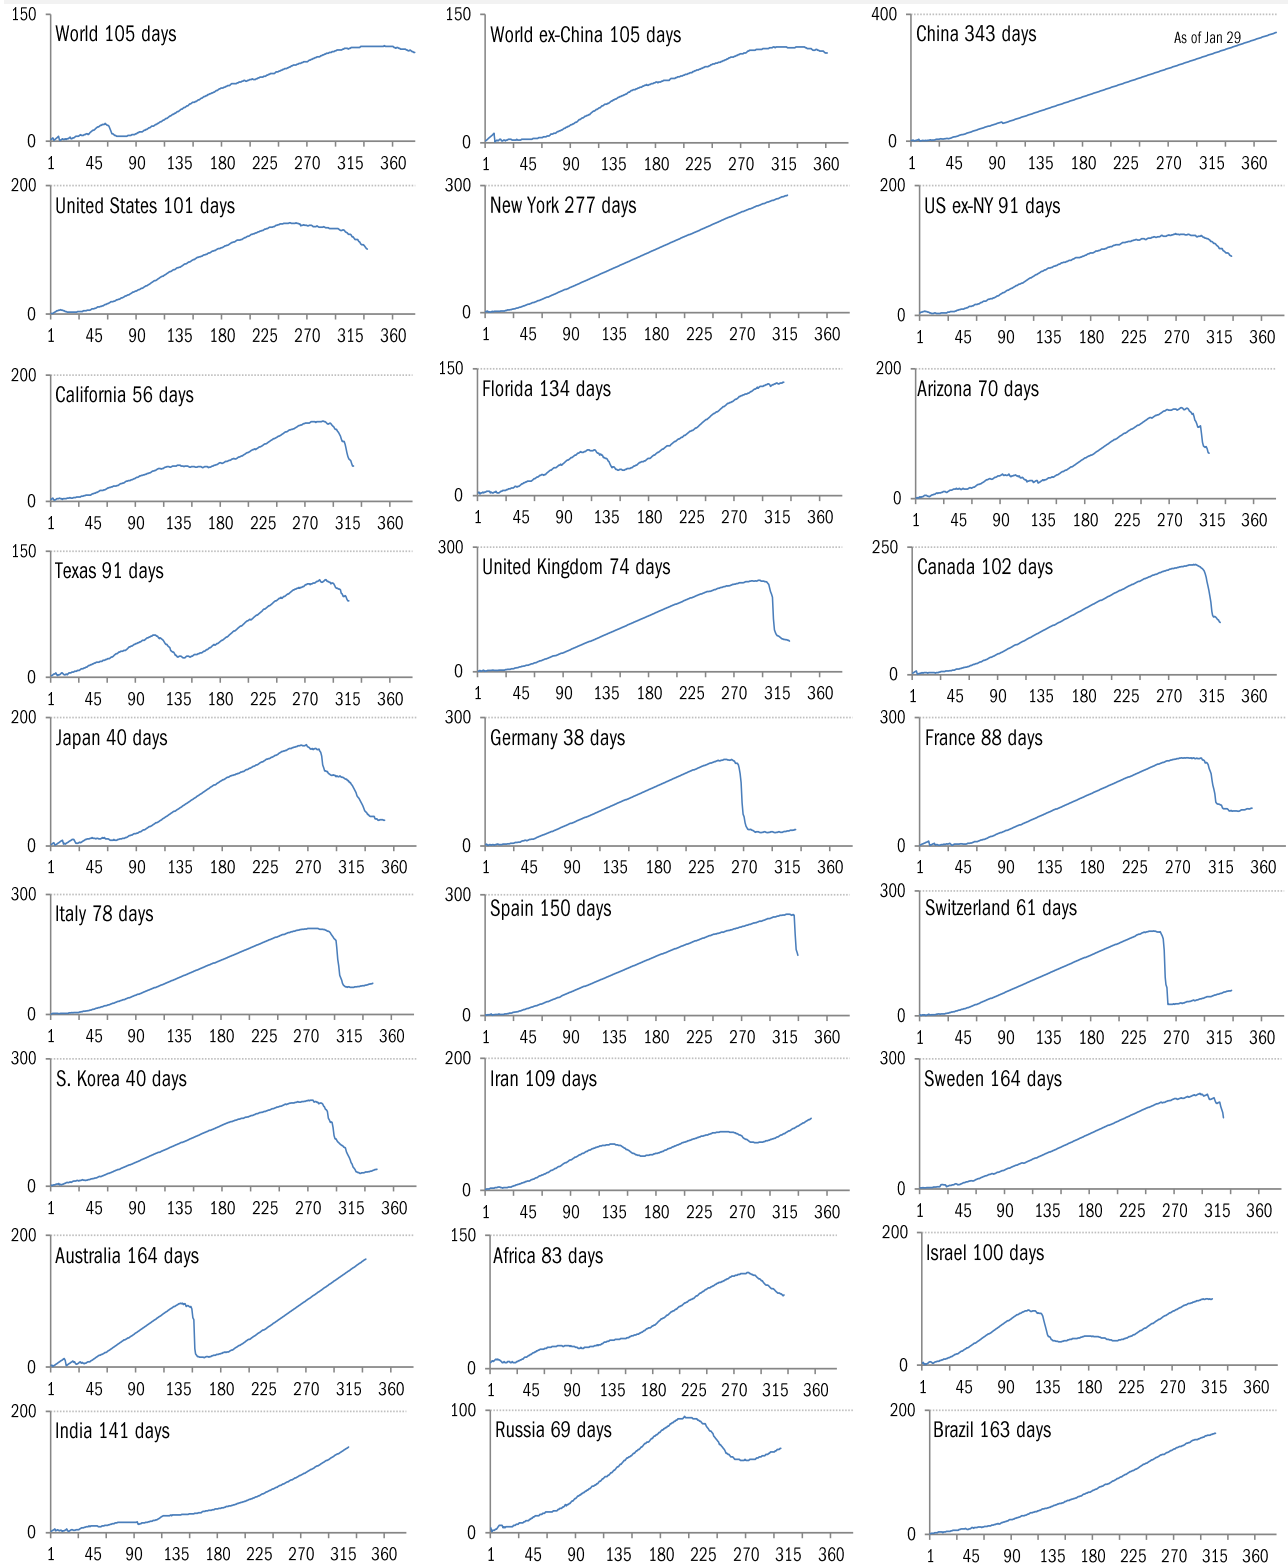 150
World 105 days
0
1 45 90 135 180 225 270 315 360
150
World ex-China 105 days
0
1 45 90 135 180 225 270 315 360
400
China 343 days
As of Jan 29
0
1 45 90 135 180 225 270 315 360
200
United States 101 days
0
1 45 90 135 180 225 270 315 360
300
New York 277 days
0
1 45 90 135 180 225 270 315 360
200
US ex-NY 91 days
0
1 45 90 135 180 225 270 315 360
200
California 56 days
0
1 45 90 135 180 225 270 315 360
150
Florida 134 days
0
1 45 90 135 180 225 270 315 360
200
Arizona 70 days
0
1 45 90 135 180 225 270 315 360
150
Texas 91 days
0
1 45 90 135 180 225 270 315 360
300
United Kingdom 74 days
0
1 45 90 135 180 225 270 315 360
250
Canada 102 days
0
1 45 90 135 180 225 270 315 360
200
Japan 40 days
0
1 45 90 135 180 225 270 315 360
300
Germany 38 days
0
1 45 90 135 180 225 270 315 360
300
France 88 days
0
1 45 90 135 180 225 270 315 360
300
Italy 78 days
0
1 45 90 135 180 225 270 315 360
300
Spain 150 days
0
1 45 90 135 180 225 270 315 360
300
Switzerland 61 days
0
1 45 90 135 180 225 270 315 360
300
S. Korea 40 days
0
1 45 90 135 180 225 270 315 360
200
Iran 109 days
0
1 45 90 135 180 225 270 315 360
300
Sweden 164 days
0
1 45 90 135 180 225 270 315 360
200
Australia 164 days
0
1 45 90 135 180 225 270 315 360
150
Africa 83 days
0
1 45 90 135 180 225 270 315 360
200
Israel 100 days
0
1 45 90 135 180 225 270 315 360
200
India 141 days
0
1 45 90 135 180 225 270 315 360
100
Russia 69 days
0
1 45 90 135 180 225 270 315 360
200
Brazil 163 days
0
1 45 90 135 180 225 270 315 360